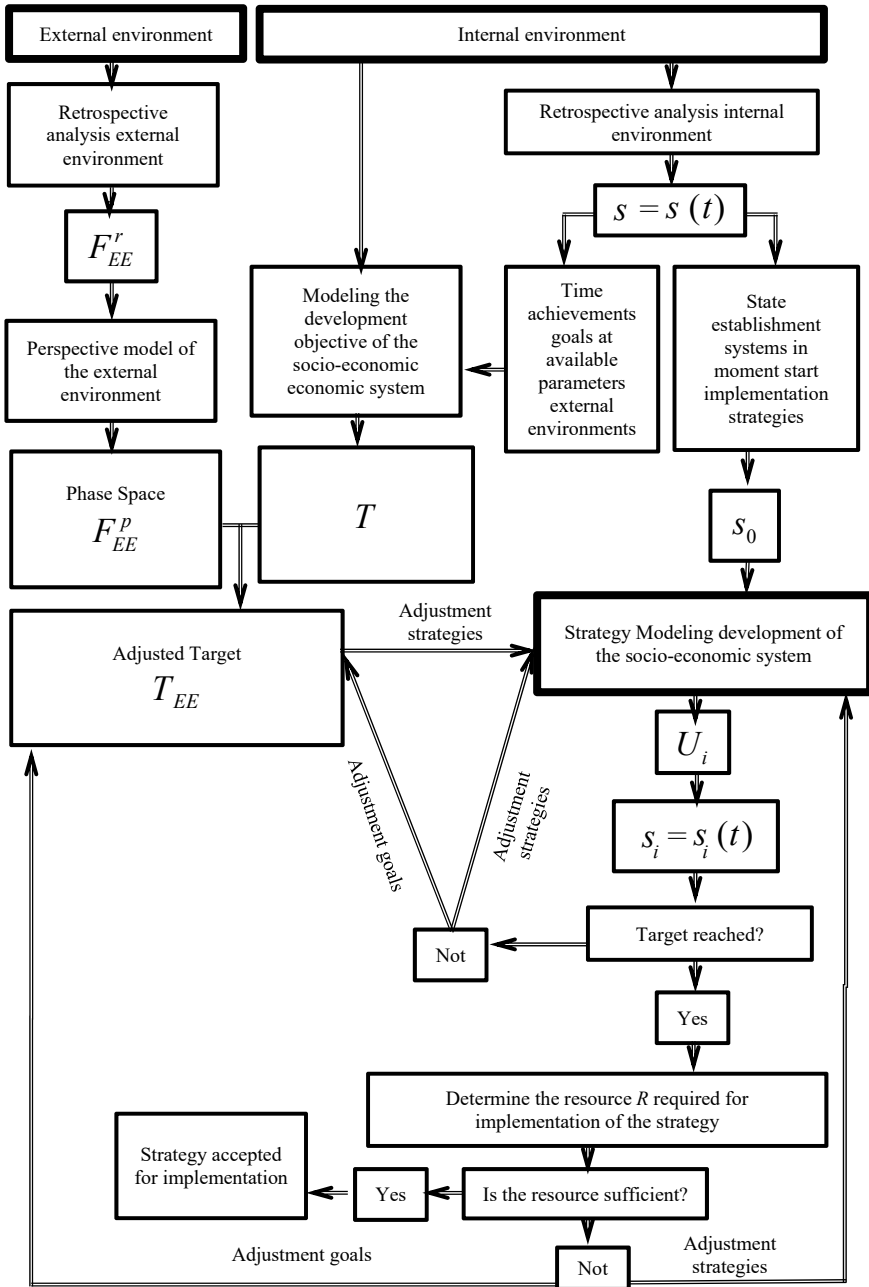 External environment
Internal environment
Retrospective
analysis external
environment
Retrospective analysis internal
environment
s = s (t)
F^r_EE
Modeling the
development
objective of the
socio-economic
economic system
Time
achievements
goals at
available
parameters
external
environments
State
establishment
systems in
moment start
implementation
strategies
Perspective model of
the external
environment
Phase Space
F^p_EE
T
s_0
Adjustment
strategies
Strategy Modeling development of
the socio-economic system
Adjusted Target
T_EE
U_i
Adjustment goals
Adjustment
strategies
s_i = s_i (t)
Target reached?
Not
Yes
Determine the resource R required for
implementation of the strategy
Strategy accepted
for implementation
Yes
Is the resource sufficient?
Adjustment goals
Not
Adjustment
strategies